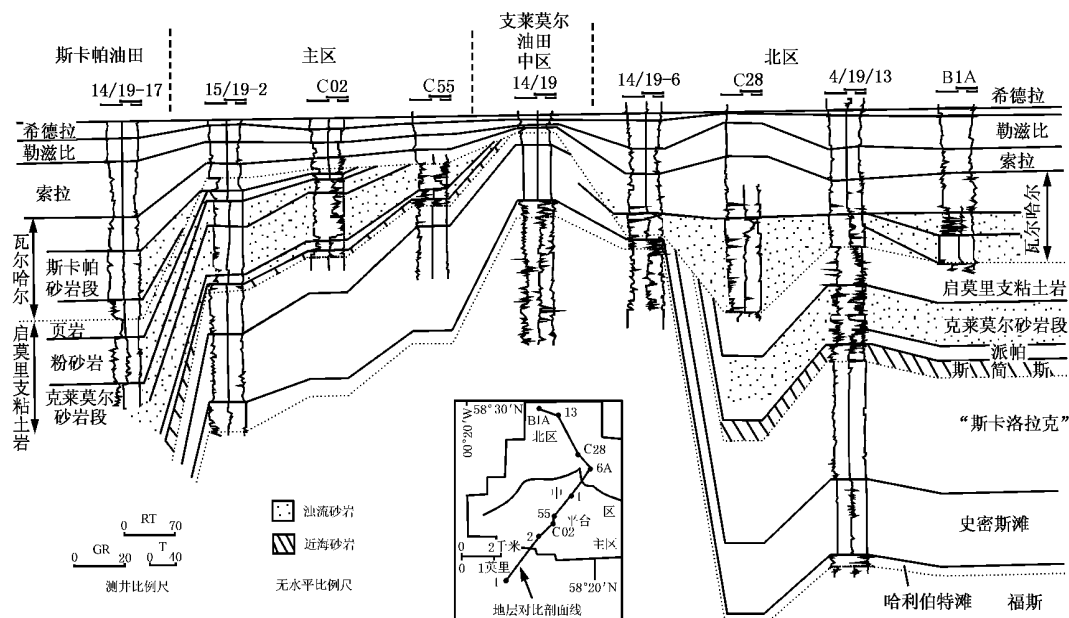 斯卡帕油田
主区
支莱莫尔
油田
中区
北区
14/19-17
15/19-2
C02
C55
14/19
14/19-6
C28
4/19/13
B1A
希德拉
勒滋比
索拉
瓦尔哈尔
斯卡帕
砂岩段
页岩
粉砂岩
克莱莫尔
砂岩段
启莫里支粘土岩
希德拉
勒滋比
索拉
瓦尔哈尔
启莫里支粘土岩
克莱莫尔砂岩段
派帕
斯简斯
“斯卡洛拉克”
史密斯滩
哈利伯特滩
福斯
0 RT 70
GR
0 20
T
0 40
测井比例尺
浊流砂岩
近海砂岩
无水平比例尺
58°30'N
00°20'W
B1A
13
北区
C28
6A
中
1
区
55
平台
C02
2
主区
0 2千米
0 1英里
1
58°20'N
地层对比剖面线